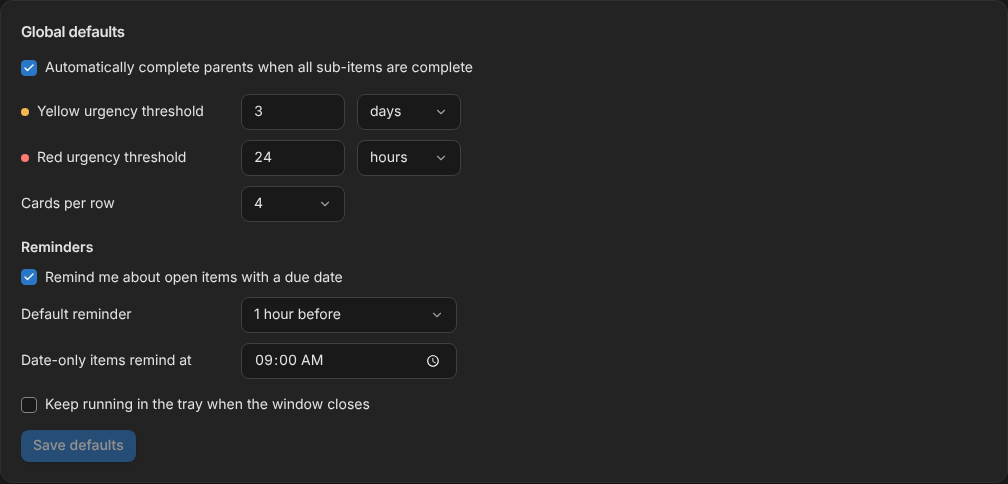 Global defaults
Automatically complete parents when all sub-items are complete
Yellow urgency threshold 3 days
Red urgency threshold 24 hours
Cards per row 4
Reminders
Remind me about open items with a due date
Default reminder 1 hour before
Date-only items remind at 09:00 AM
Keep running in the tray when the window closes
Save defaults